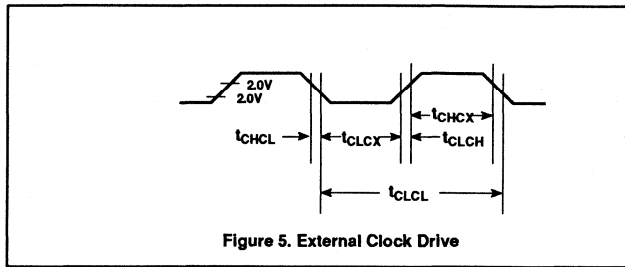 2.0V
2.0V
tCHCX
tCHCL
tCLCX
tCLCH
tCLCL
Figure 5. External Clock Drive